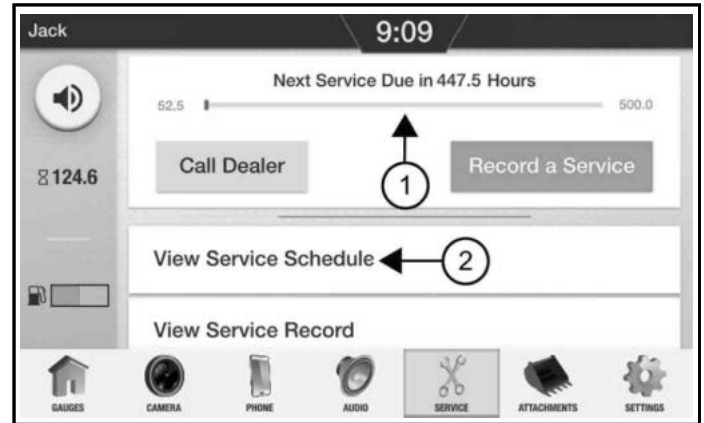 Jack
9:09
Next Service Due in 447.5 Hours
52.5 500.0
Call Dealer Record a Service
1
124.6
View Service Schedule 2
View Service Record
GAUGES CAMERA PHONE AUDIO SERVICE ATTACHMENTS SETTINGS